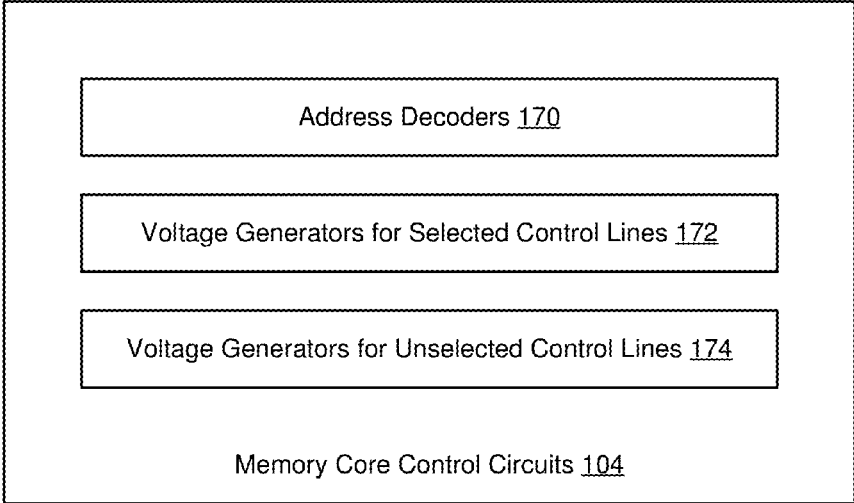 Address Decoders 170
Voltage Generators for Selected Control Lines 172
Voltage Generators for Unselected Control Lines 174
Memory Core Control Circuits 104